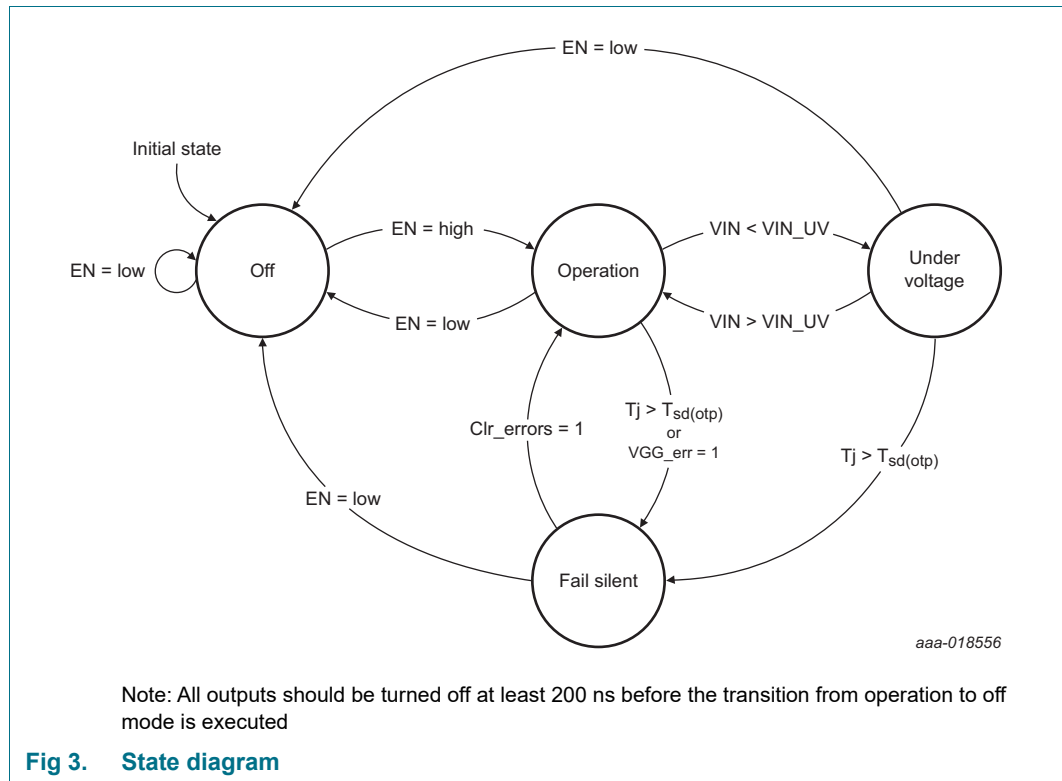 EN = low
Initial state
EN = high
VIN < VIN_UV
EN = low
Off
Operation
Under
voltage
EN = low
VIN > VIN_UV
Clr_errors = 1
Tj > Tsd(otp)
or
VGG_err = 1
Tj > Tsd(otp)
EN = low
Fail silent
aaa-018556
Note: All outputs should be turned off at least 200 ns before the transition from operation to off
mode is executed
Fig 3. State diagram